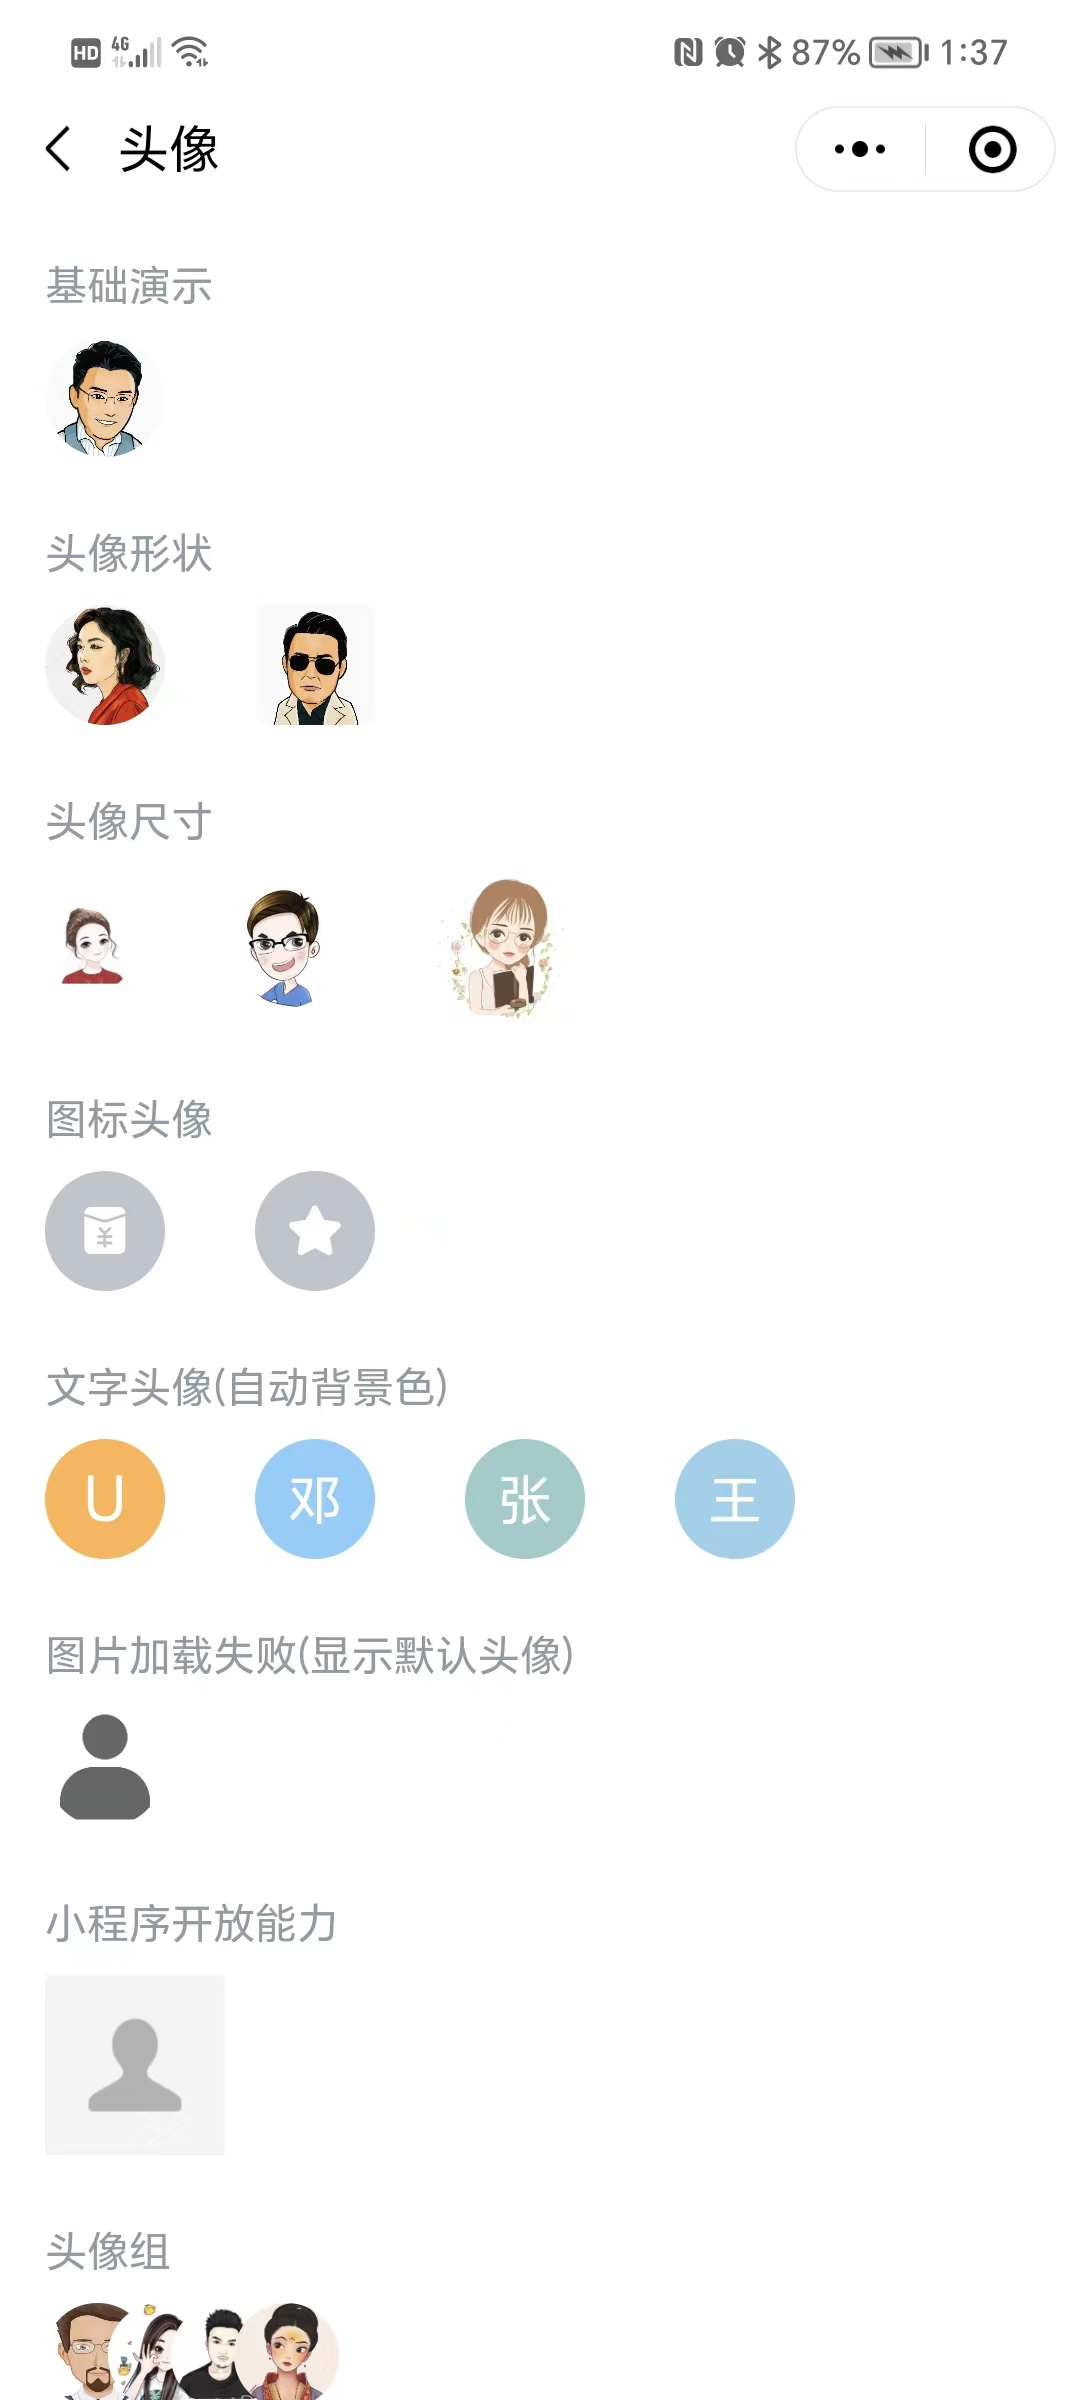 HD 4G 87% 1:37
头像
基础演示
头像形状
头像尺寸
图标头像
文字头像(自动背景色)
U 邓 张 王
图片加载失败(显示默认头像)
小程序开放能力
头像组